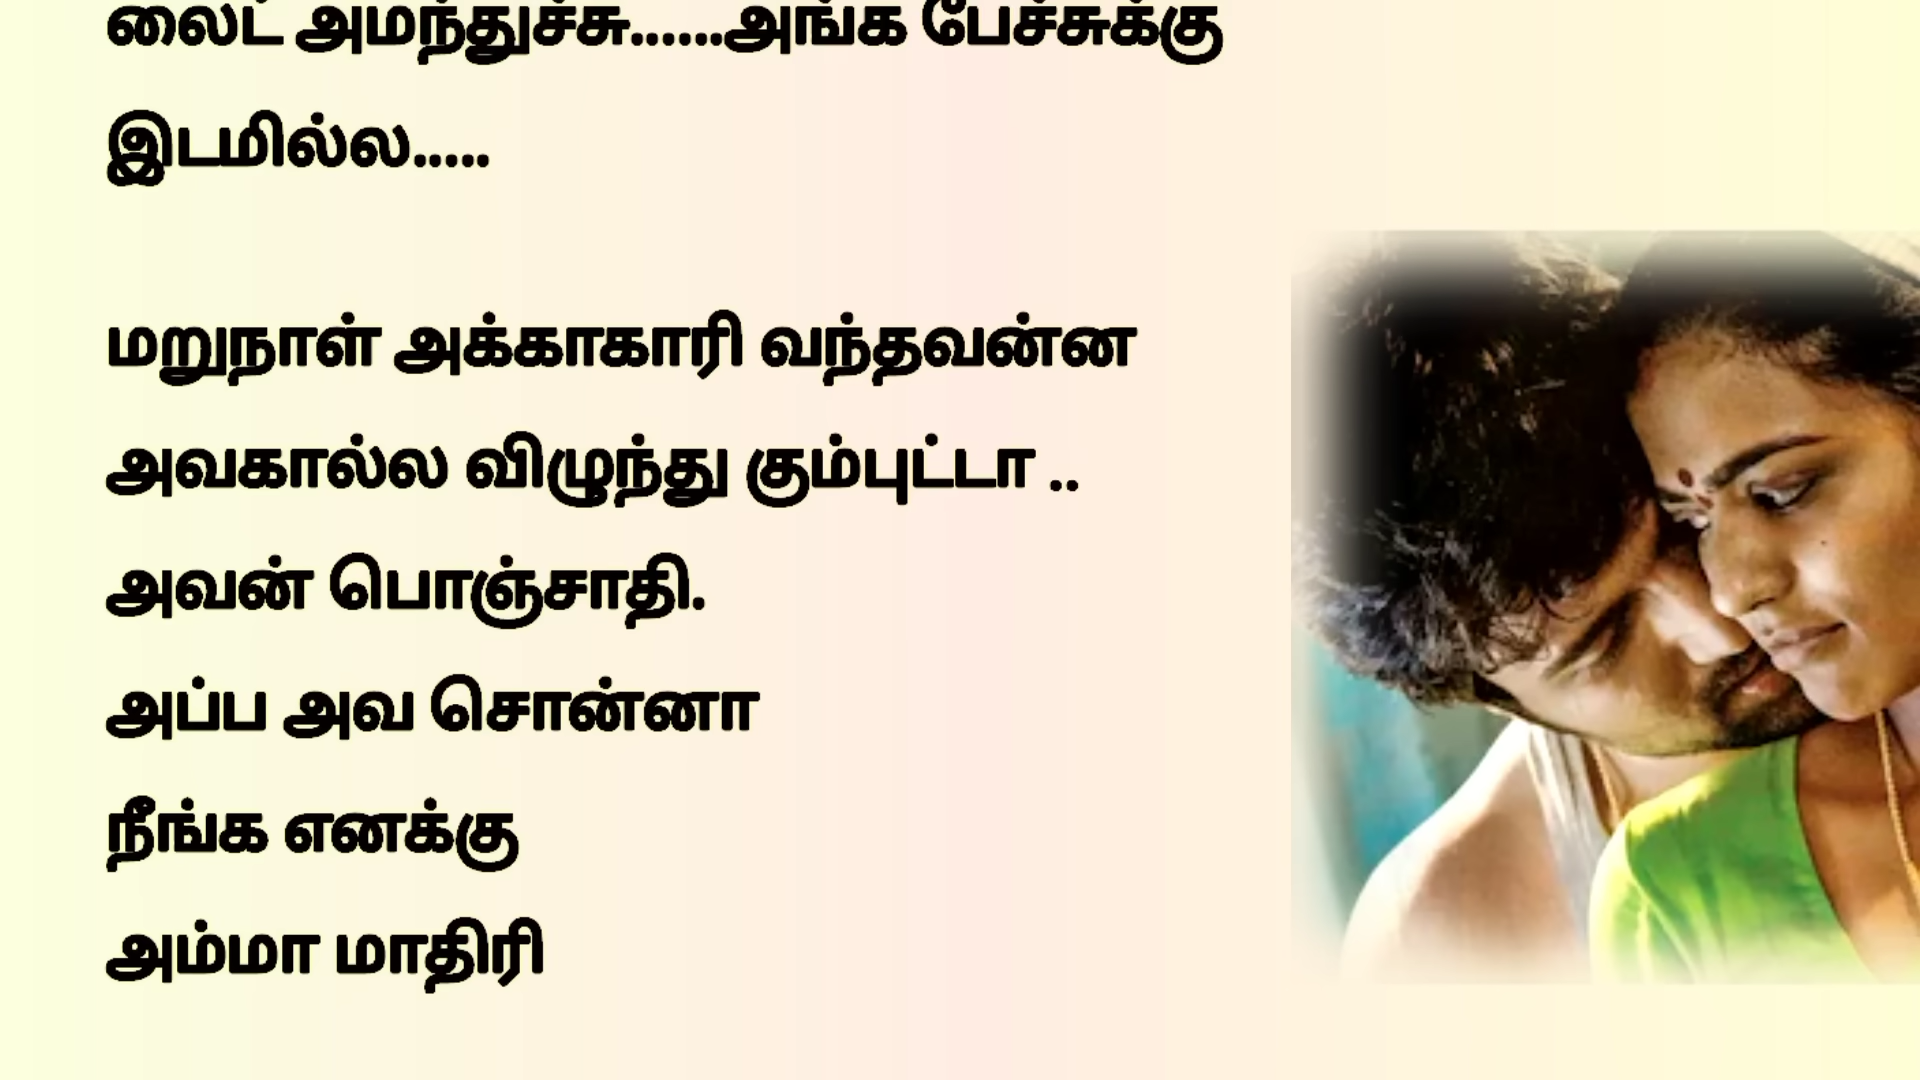 லைட் அமந்துச்சு......அங்க பேச்சுக்கு
இடமில்ல.....
மறுநாள் அக்காகாரி வந்தவன்ன
அவகால்ல விழுந்து கும்புட்டா ..
அவன் பொஞ்சாதி.
அப்ப அவ சொன்னா
நீங்க எனக்கு
அம்மா மாதிரி